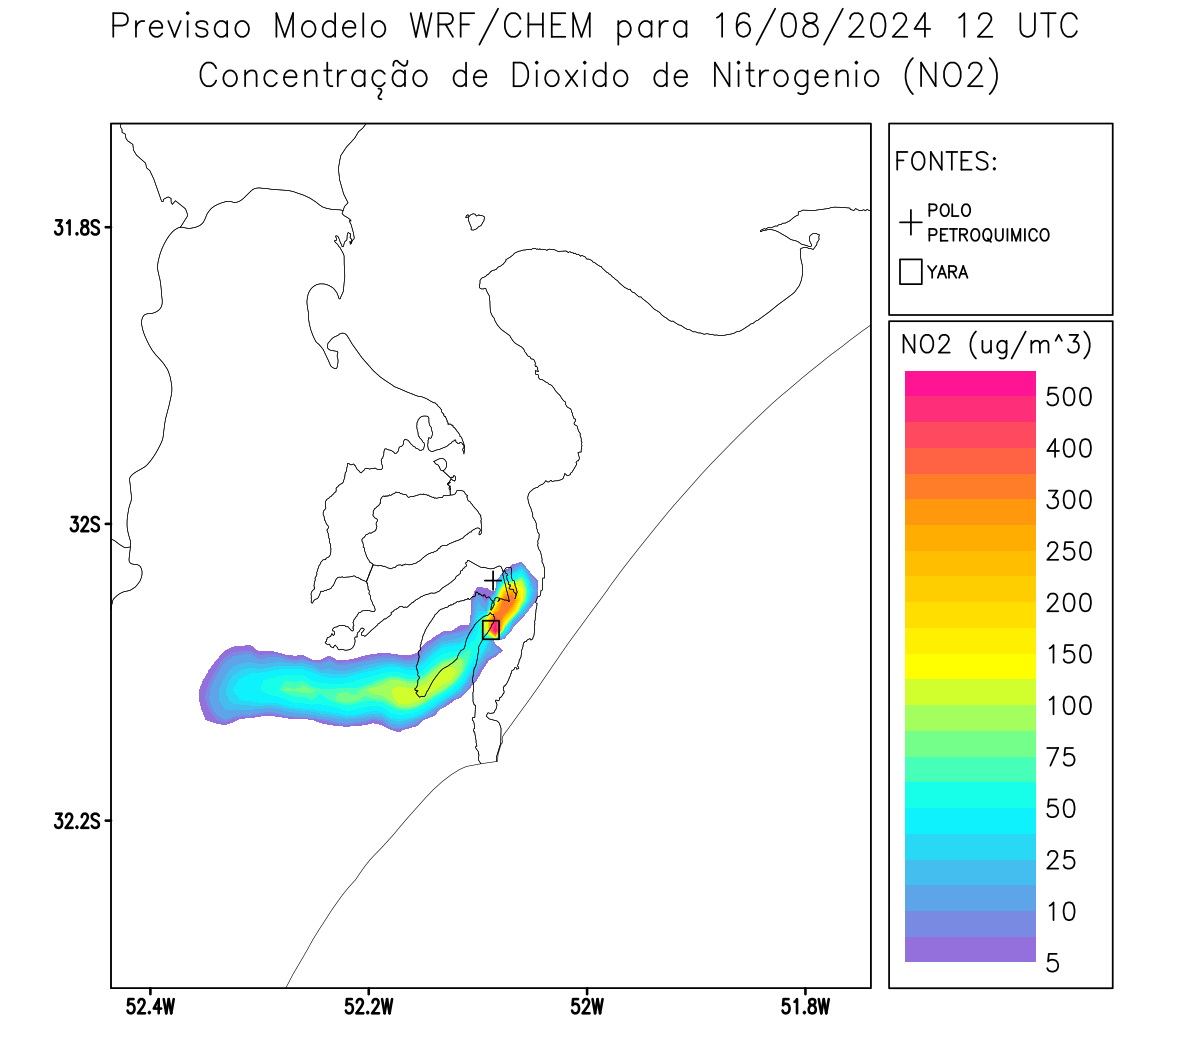 Previsao Modelo WRF/CHEM para 16/08/2024 12 UTC
Concentração de Dioxido de Nitrogenio (NO2)
FONTES:
POLO
PETROQUIMICO
YARA
NO2 (ug/m^3)
500
400
300
250
200
150
100
75
50
25
10
5
31.8S
32S
32.2S
52.4W
52.2W
52W
51.8W